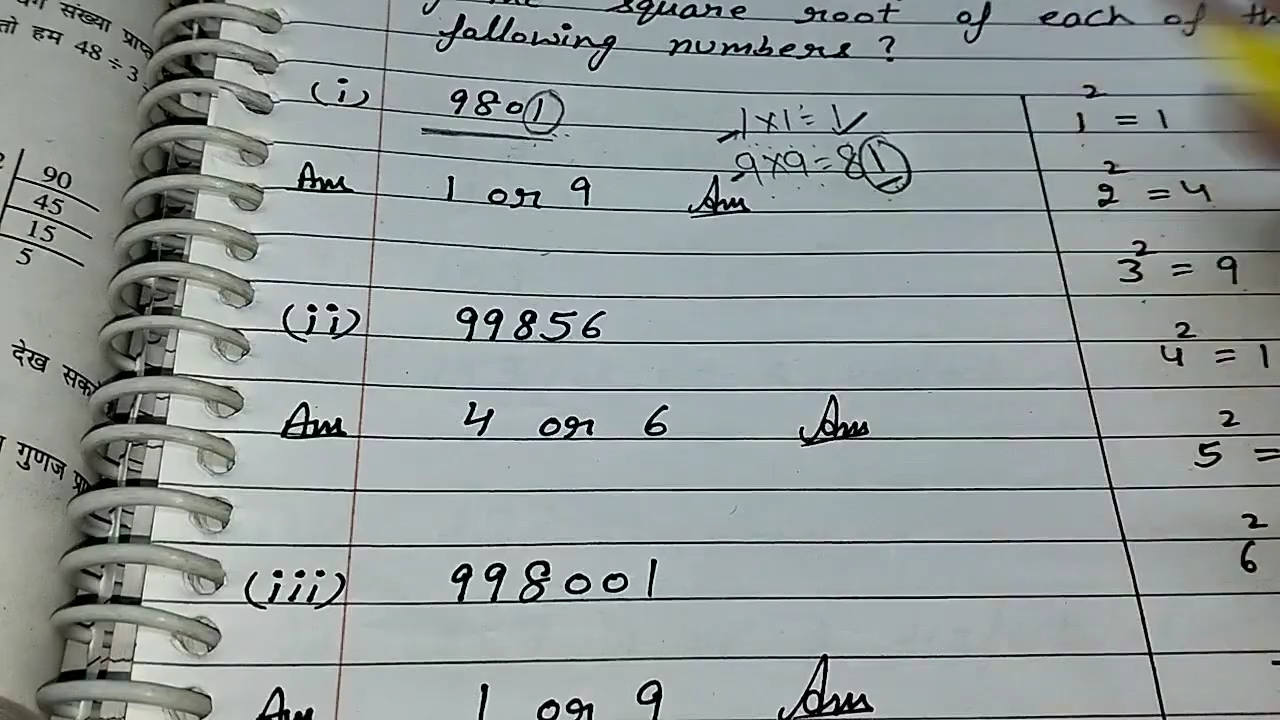 संख्या प्राप्त
तो हम 48 ÷ 3
90
45
15
5
देख सकते
गुणज
square root of each of th
following numbers ?
(i) 9801
1×1=1
9×9=81
Ans 1 or 9 Ans
(ii) 99856
Ans 4 or 6 Ans
(iii) 998001
Ans 1 or 9 Ans
1² = 1
2² = 4
3² = 9
4² = 1
5² =
6²